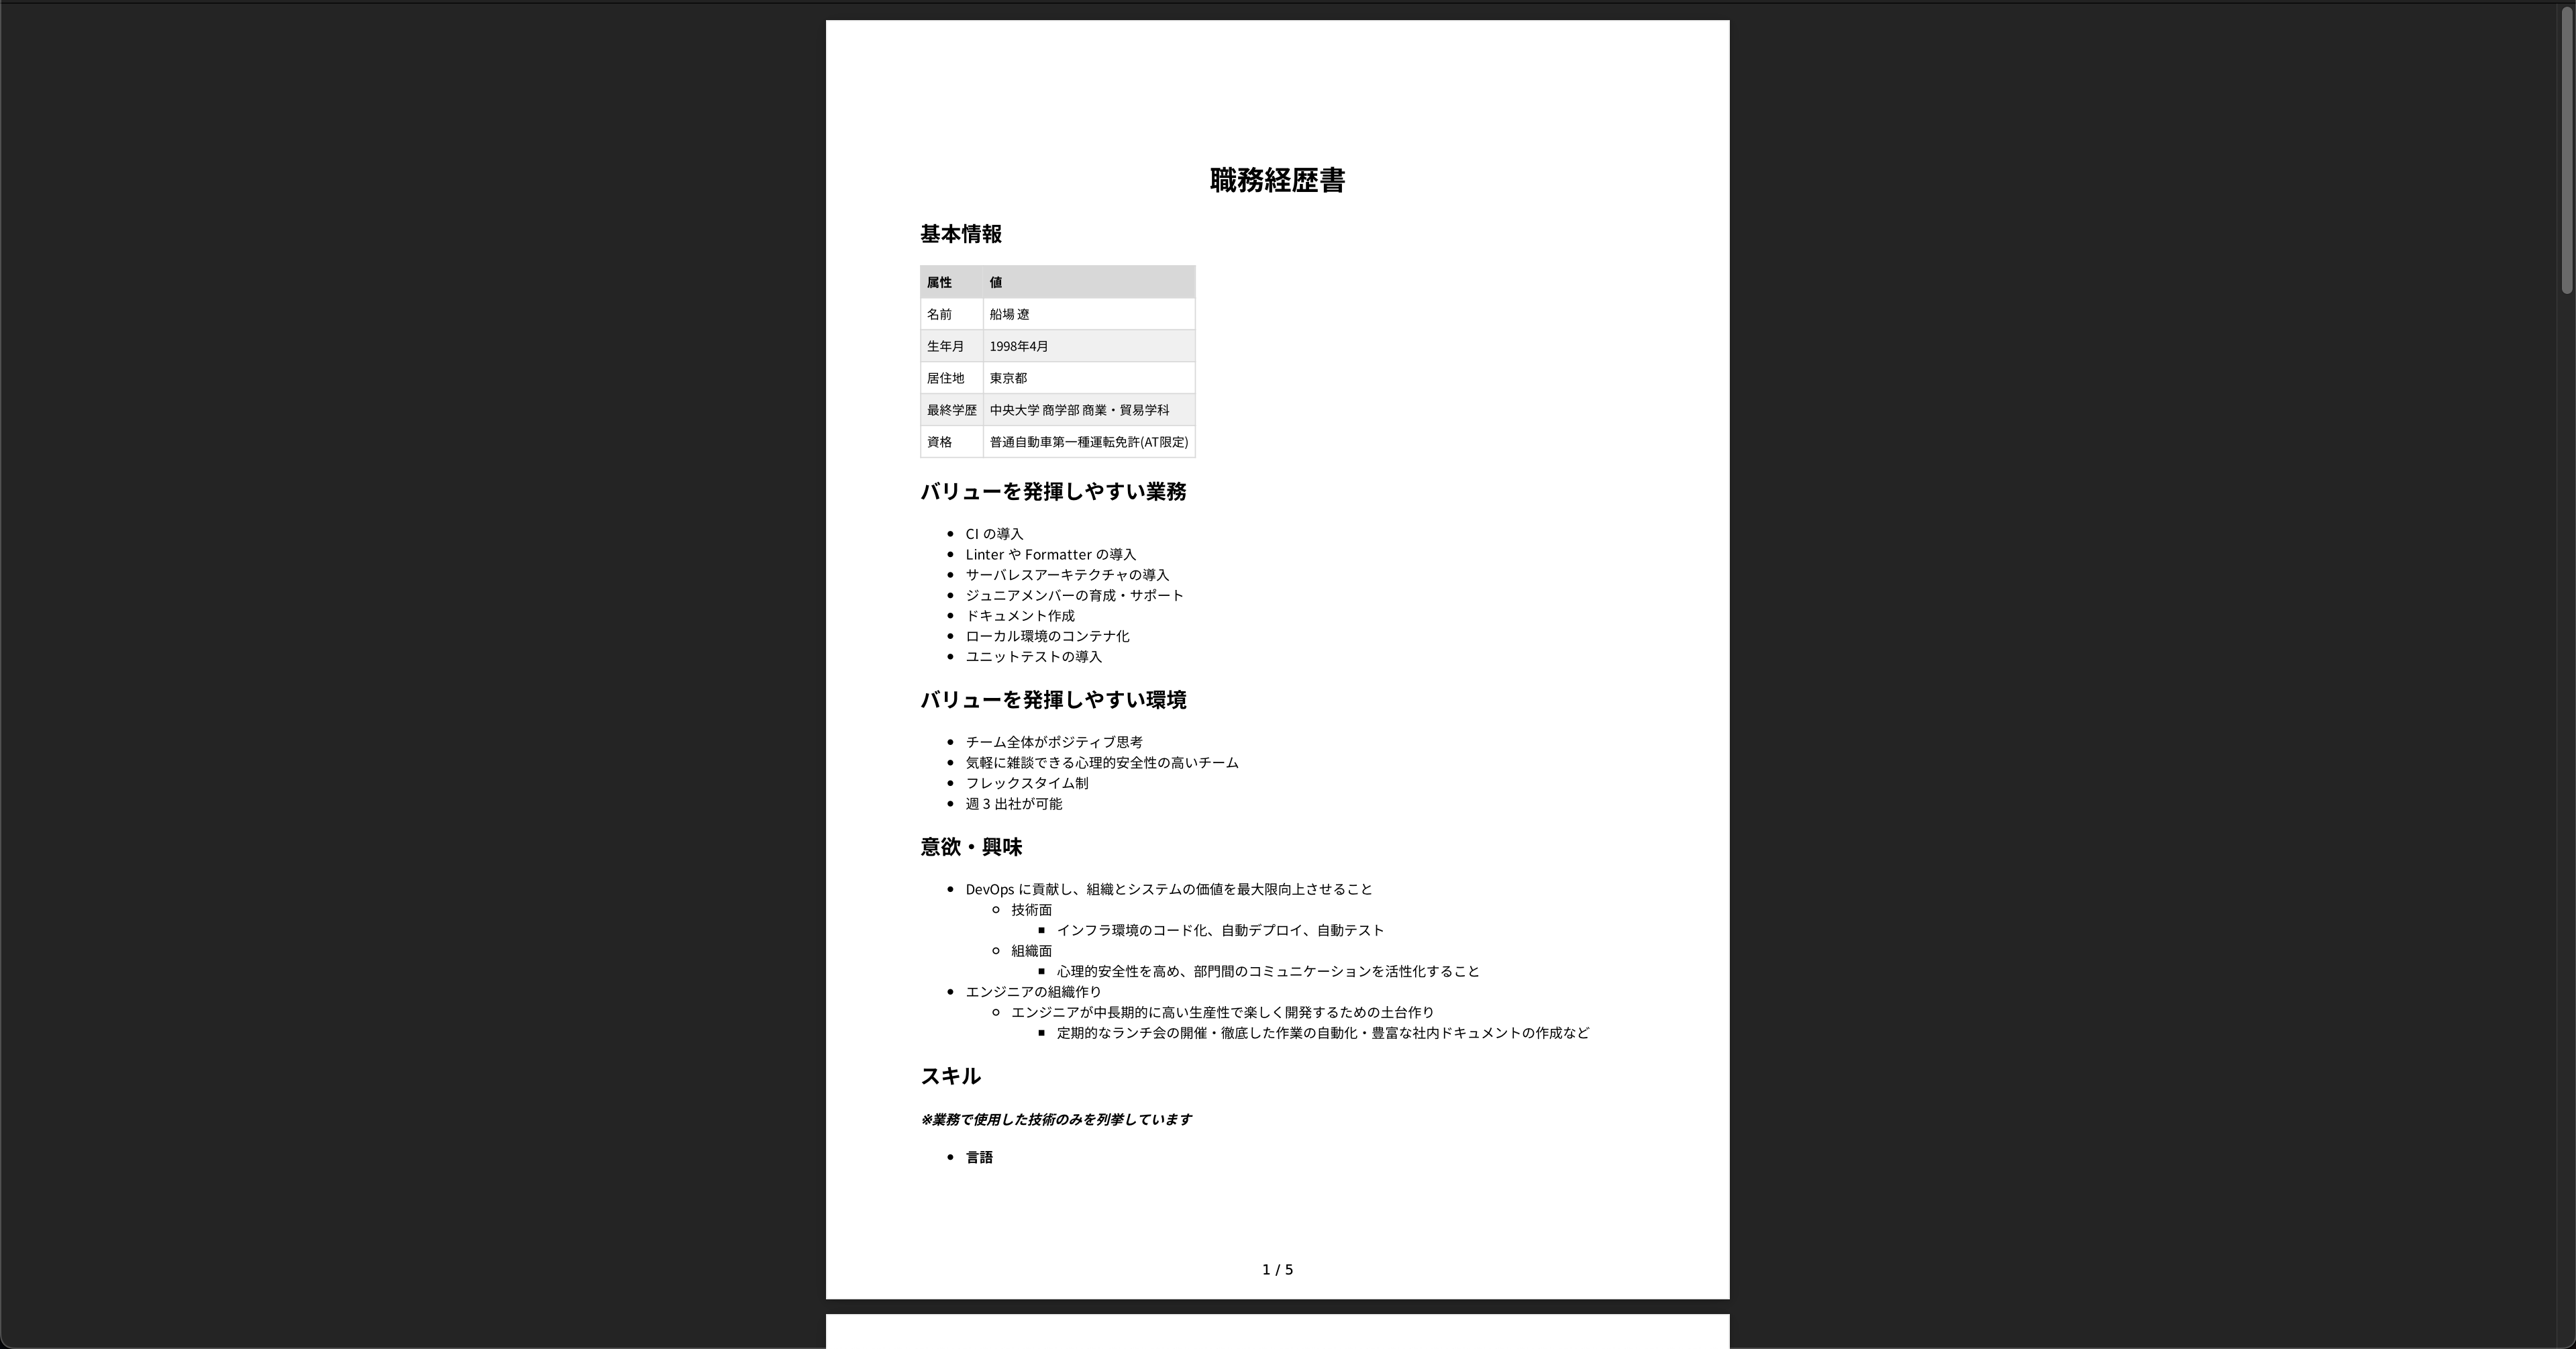 職務経歴書
基本情報
属性 値
名前 船場 遼
生年月 1998年4月
居住地 東京都
最終学歴 中央大学 商学部 商業・貿易学科
資格 普通自動車第一種運転免許(AT限定)
バリューを発揮しやすい業務
CI の導入
Linter や Formatter の導入
サーバレスアーキテクチャの導入
ジュニアメンバーの育成・サポート
ドキュメント作成
ローカル環境のコンテナ化
ユニットテストの導入
バリューを発揮しやすい環境
チーム全体がポジティブ思考
気軽に雑談できる心理的安全性の高いチーム
フレックスタイム制
週 3 出社が可能
意欲・興味
DevOps に貢献し、組織とシステムの価値を最大限向上させること
技術面
インフラ環境のコード化、自動デプロイ、自動テスト
組織面
心理的安全性を高め、部門間のコミュニケーションを活性化すること
エンジニアの組織作り
エンジニアが中長期的に高い生産性で楽しく開発するための土台作り
定期的なランチ会の開催・徹底した作業の自動化・豊富な社内ドキュメントの作成など
スキル
※業務で使用した技術のみを列挙しています
言語
1 / 5